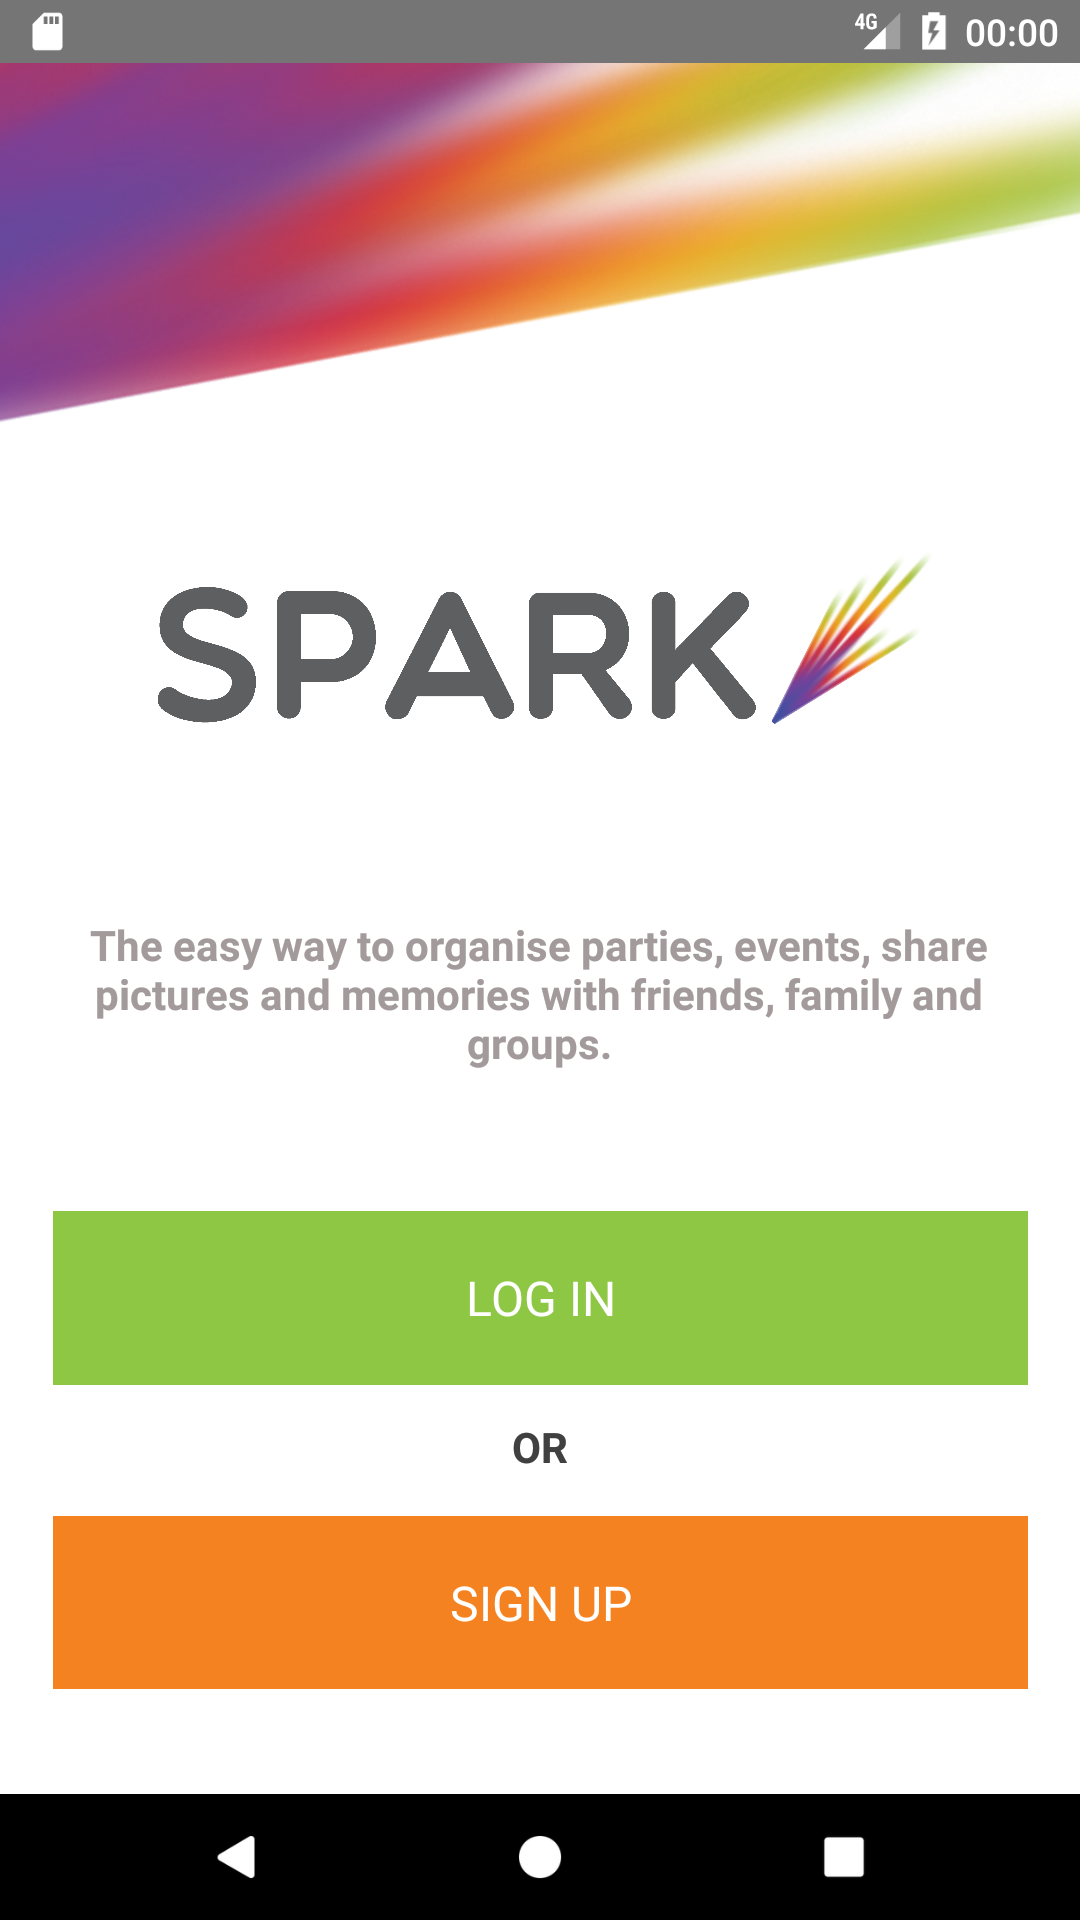 4G 00:00
SPARK
The easy way to organise parties, events, share
pictures and memories with friends, family and
groups.
LOG IN
OR
SIGN UP